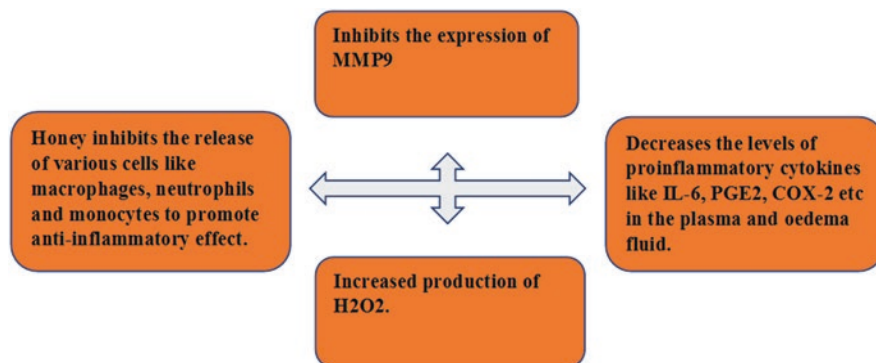 Inhibits the expression of
MMP9
Honey inhibits the release
of various cells like
macrophages, neutrophils
and monocytes to promote
anti-inflammatory effect.
Decreases the levels of
proinflammatory cytokines
like IL-6, PGE2, COX-2 etc
in the plasma and oedema
fluid.
Increased production of
H2O2.